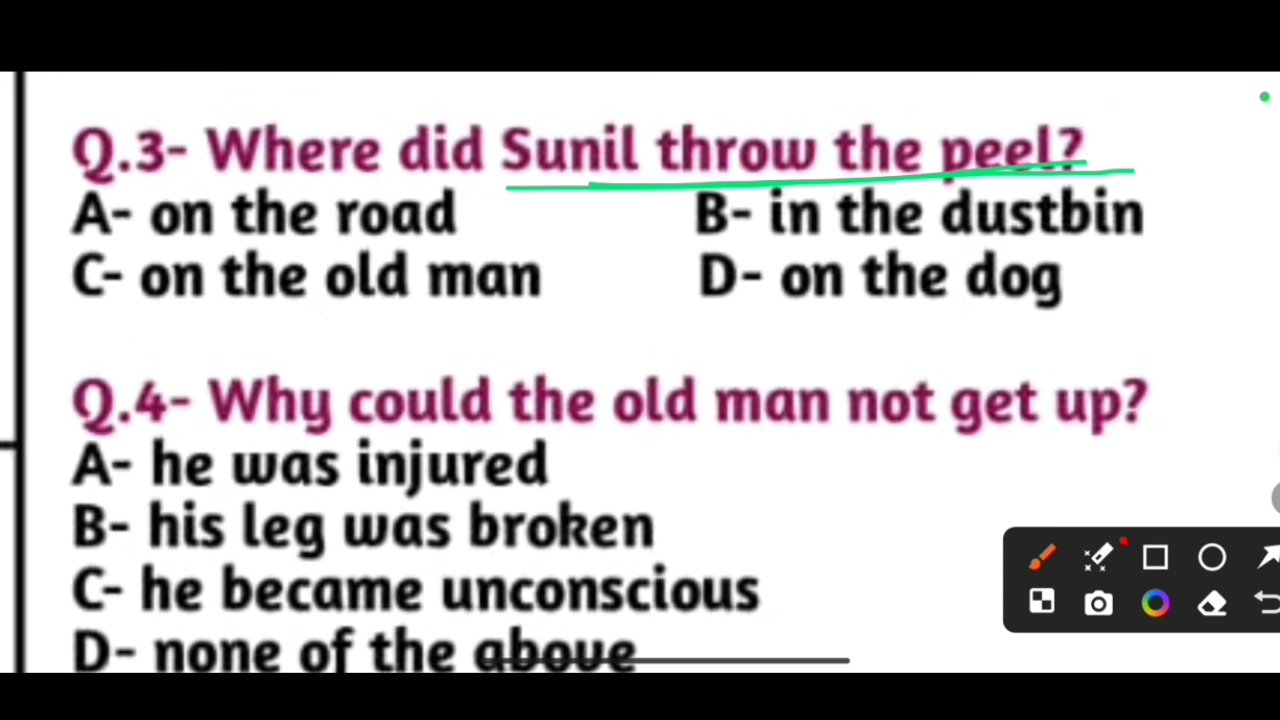 Q.3- Where did Sunil throw the peel?
A- on the road B- in the dustbin
C- on the old man D- on the dog
Q.4- Why could the old man not get up?
A- he was injured
B- his leg was broken
C- he became unconscious
D- none of the above